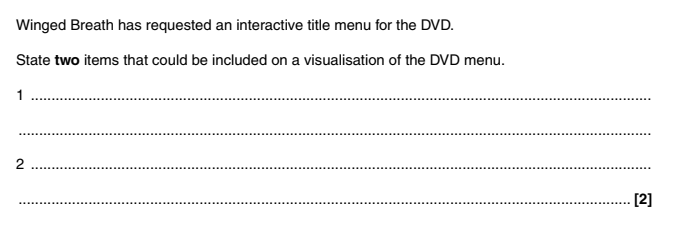 Winged Breath has requested an interactive title menu for the DVD.
State two items that could be included on a visualisation of the DVD menu.
1 ....................................................................................................................................................
....................................................................................................................................................
2 ....................................................................................................................................................
.................................................................................................................................................... [2]